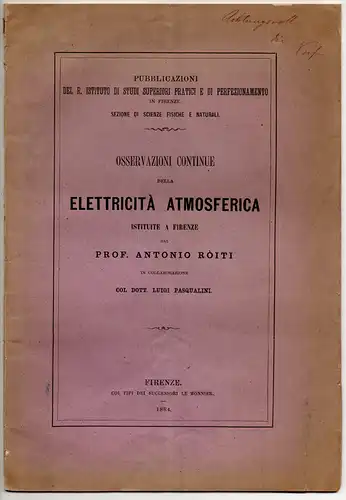 Achtungsvoll
PUBBLICAZIONI
DEL R. ISTITUTO DI STUDI SUPERIORI PRATICI E DI PERFEZIONAMENTO
IN FIRENZE
SEZIONE DI SCIENZE FISICHE E NATURALI.
OSSERVAZIONI CONTINUE
DELLA
ELETTRICITÀ ATMOSFERICA
ISTITUITE A FIRENZE
DAL
PROF. ANTONIO RÒITI
IN COLLABORAZIONE
COL DOTT. LUIGI PASQUALINI.
FIRENZE.
COI TIPI DEI SUCCESSORI LE MONNIER.
1884.